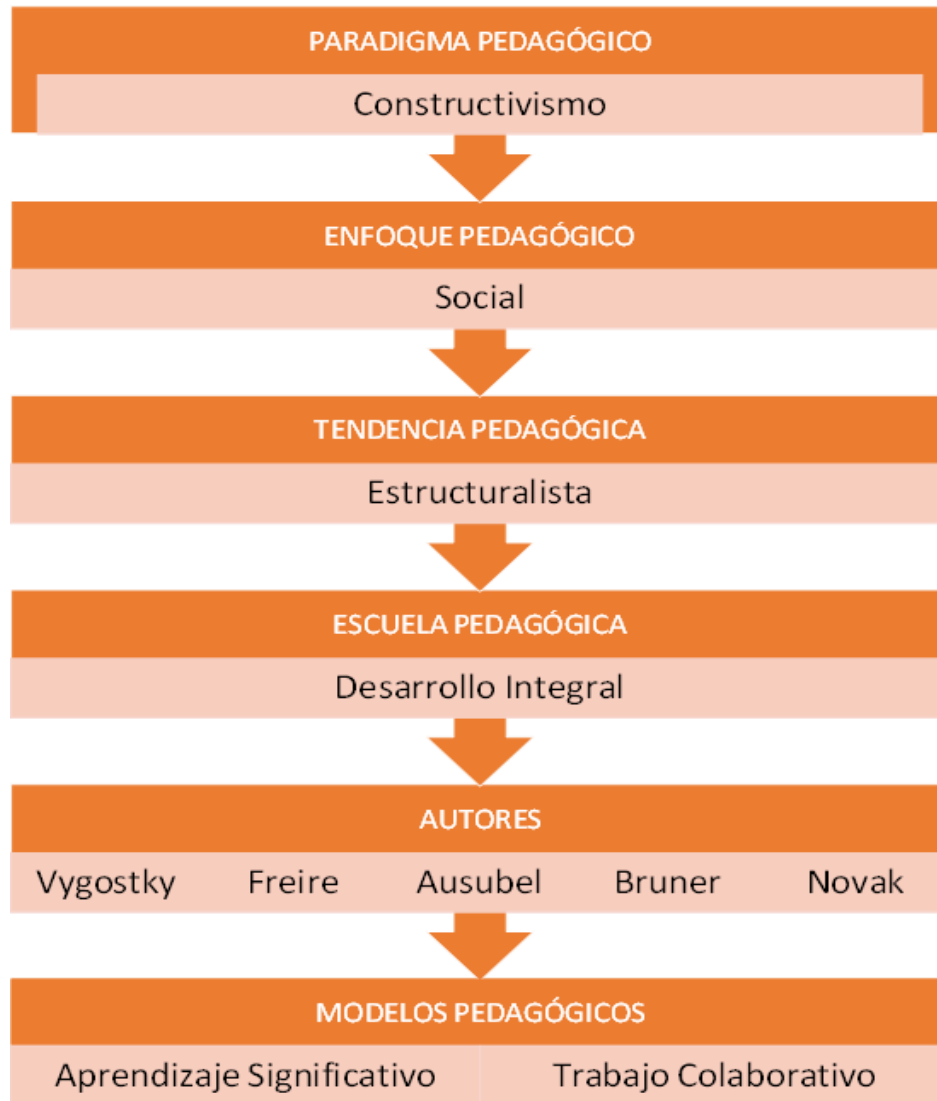 PARADIGMA PEDAGÓGICO
Constructivismo
ENFOQUE PEDAGÓGICO
Social
TENDENCIA PEDAGÓGICA
Estructuralista
ESCUELA PEDAGÓGICA
Desarrollo Integral
AUTORES
Vygostky Freire Ausubel Bruner Novak
MODELOS PEDAGÓGICOS
Aprendizaje Significativo Trabajo Colaborativo